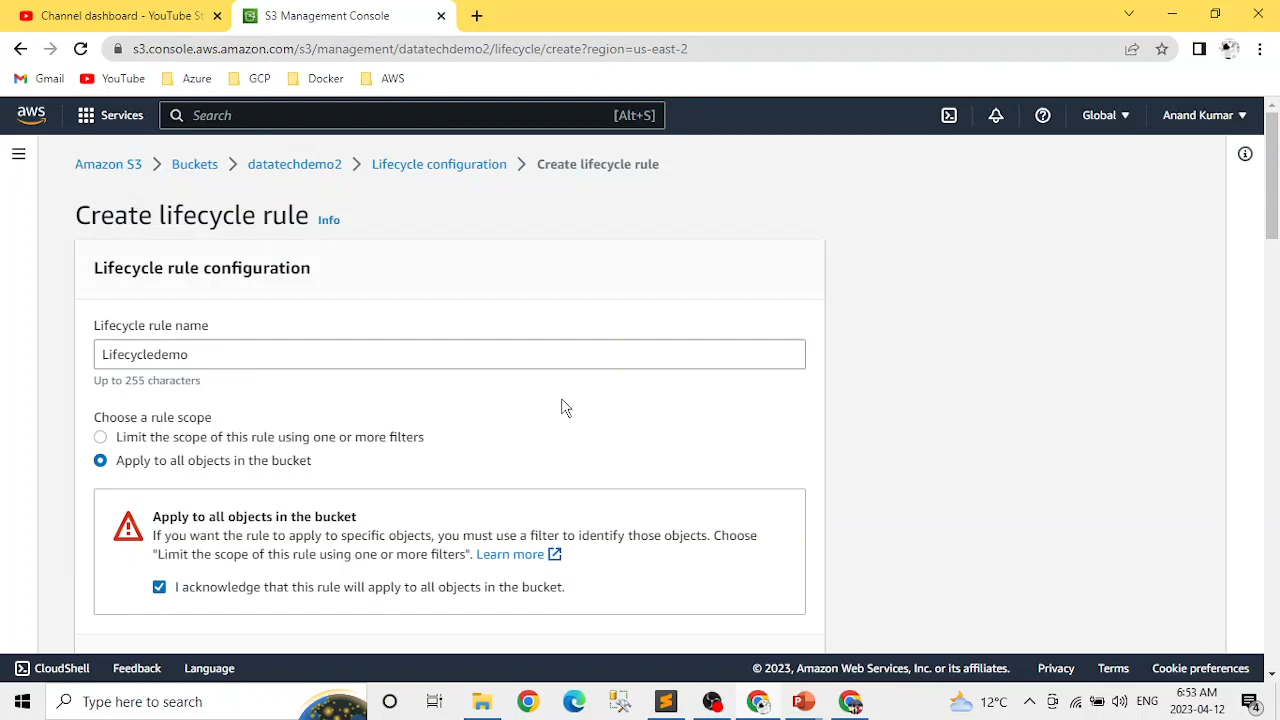 Channel dashboard - YouTube St
S3 Management Console
s3.console.aws.amazon.com/s3/management/datatechdemo2/lifecycle/create?region=us-east-2
Gmail YouTube Azure GCP Docker AWS
aws Services Search [Alt+S] Global Anand Kumar
Amazon S3 Buckets datatechdemo2 Lifecycle configuration Create lifecycle rule
Create lifecycle rule Info
Lifecycle rule configuration
Lifecycle rule name
Lifecycledemo
Up to 255 characters
Choose a rule scope
Limit the scope of this rule using one or more filters
Apply to all objects in the bucket
Apply to all objects in the bucket
If you want the rule to apply to specific objects, you must use a filter to identify those objects. Choose
"Limit the scope of this rule using one or more filters". Learn more
I acknowledge that this rule will apply to all objects in the bucket.
CloudShell Feedback Language © 2023, Amazon Web Services, Inc. or its affiliates. Privacy Terms Cookie preferences
Type here to search
12°C
ENG
6:53 AM
2023-04-12
4